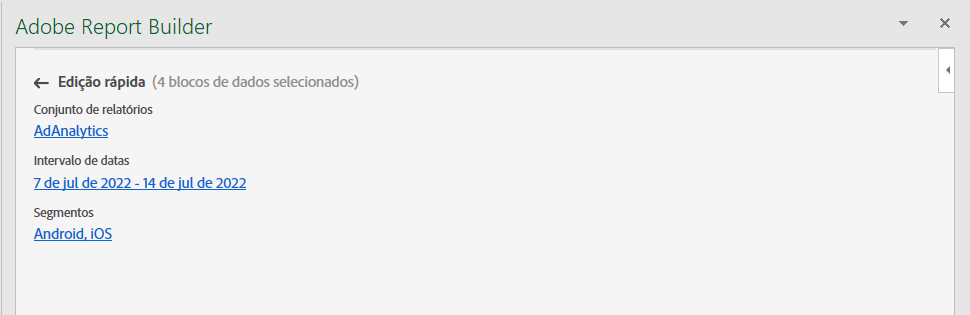 Adobe Report Builder
Edição rápida (4 blocos de dados selecionados)
Conjunto de relatórios
AdAnalytics
Intervalo de datas
7 de jul de 2022 - 14 de jul de 2022
Segmentos
Android, iOS